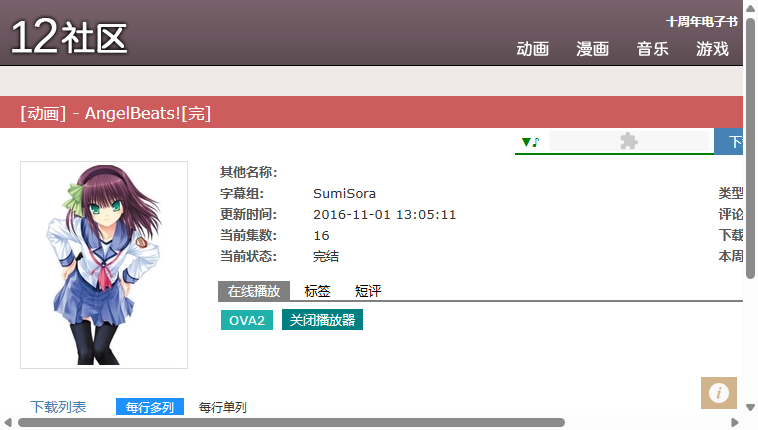 12社区
十周年电子书
动画 漫画 音乐 游戏
[动画] - AngelBeats![完]
▼♪
其他名称:
字幕组: SumiSora 类型
更新时间: 2016-11-01 13:05:11 评论
当前集数: 16 下载
当前状态: 完结 本周
在线播放 标签 短评
OVA2 关闭播放器
下载列表 每行多列 每行单列